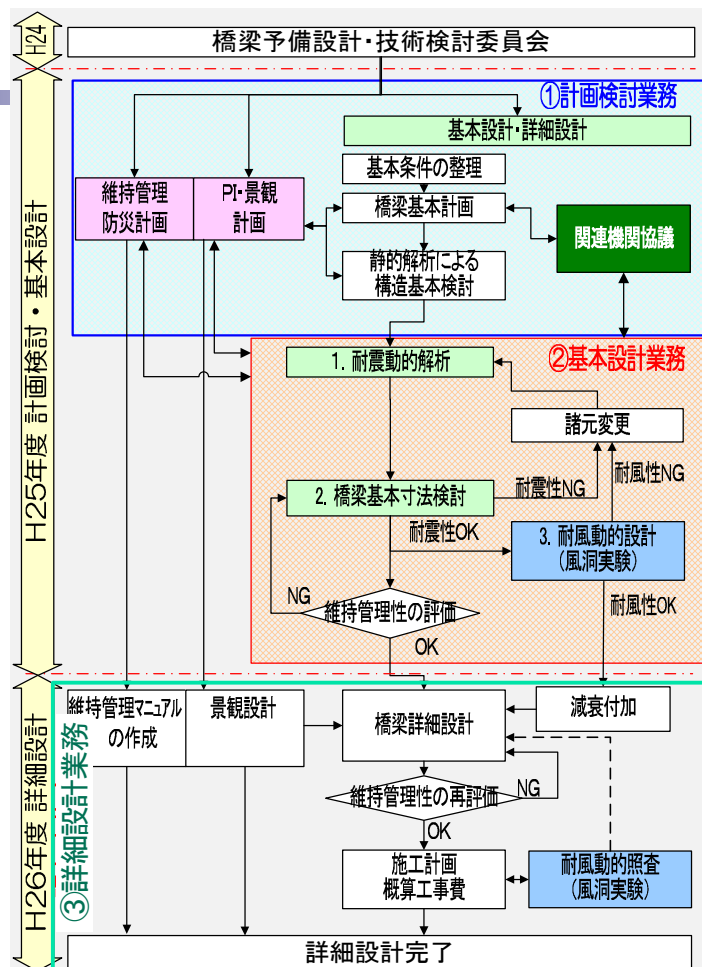 H24
橋梁予備設計・技術検討委員会
H25年度 計画検討・基本設計
①計画検討業務
基本設計・詳細設計
基本条件の整理
維持管理
防災計画
PI・景観
計画
橋梁基本計画
関連機関協議
静的解析による
構造基本検討
②基本設計業務
1. 耐震動的解析
諸元変更
耐震性NG
耐風性NG
2. 橋梁基本寸法検討
耐震性OK
3. 耐風動的設計
(風洞実験)
NG
維持管理性の評価
耐風性OK
OK
H26年度 詳細設計
③詳細設計業務
維持管理マニュアル
の作成
景観設計
橋梁詳細設計
減衰付加
維持管理性の再評価
NG
OK
施工計画
概算工事費
耐風動的照査
(風洞実験)
詳細設計完了